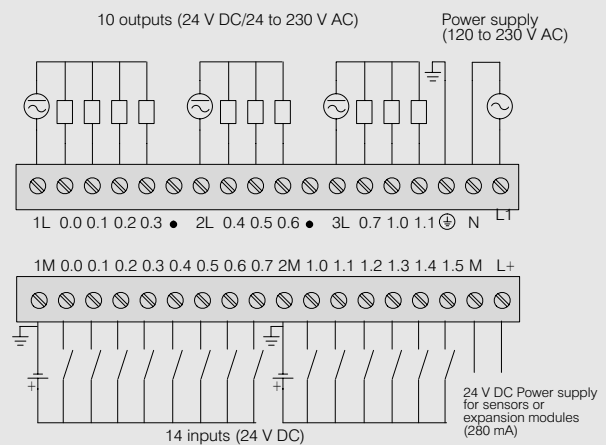 10 outputs (24 V DC/24 to 230 V AC)
Power supply
(120 to 230 V AC)
1L 0.0 0.1 0.2 0.3 • 2L 0.4 0.5 0.6 • 3L 0.7 1.0 1.1 N L1
1M 0.0 0.1 0.2 0.3 0.4 0.5 0.6 0.7 2M 1.0 1.1 1.2 1.3 1.4 1.5 M L+
+ +
24 V DC Power supply
for sensors or
expansion modules
(280 mA)
14 inputs (24 V DC)